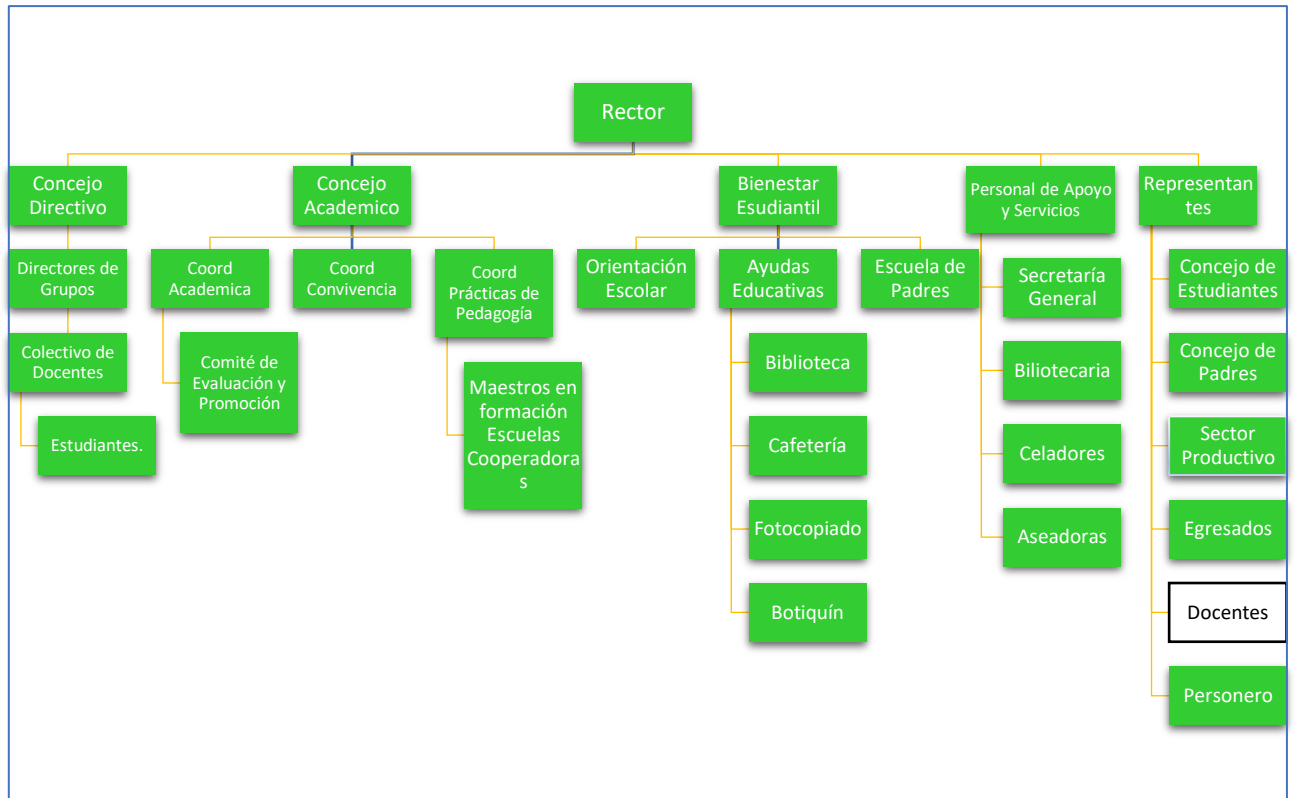 Rector
Concejo
Directivo
Concejo
Academico
Bienestar
Esudiantil
Personal de Apoyo
y Servicios
Representan
tes
Directores de
Grupos
Coord
Academica
Coord
Convivencia
Coord
Prácticas de
Pedagogía
Orientación
Escolar
Ayudas
Educativas
Escuela de
Padres
Secretaría
General
Concejo de
Estudiantes
Colectivo de
Docentes
Comité de
Evaluación y
Promoción
Maestros en
formación
Escuelas
Cooperadora
s
Biblioteca
Biliotecaria
Concejo de
Padres
Estudiantes.
Cafetería
Celadores
Sector
Productivo
Fotocopiado
Aseadoras
Egresados
Botiquín
Docentes
Personero